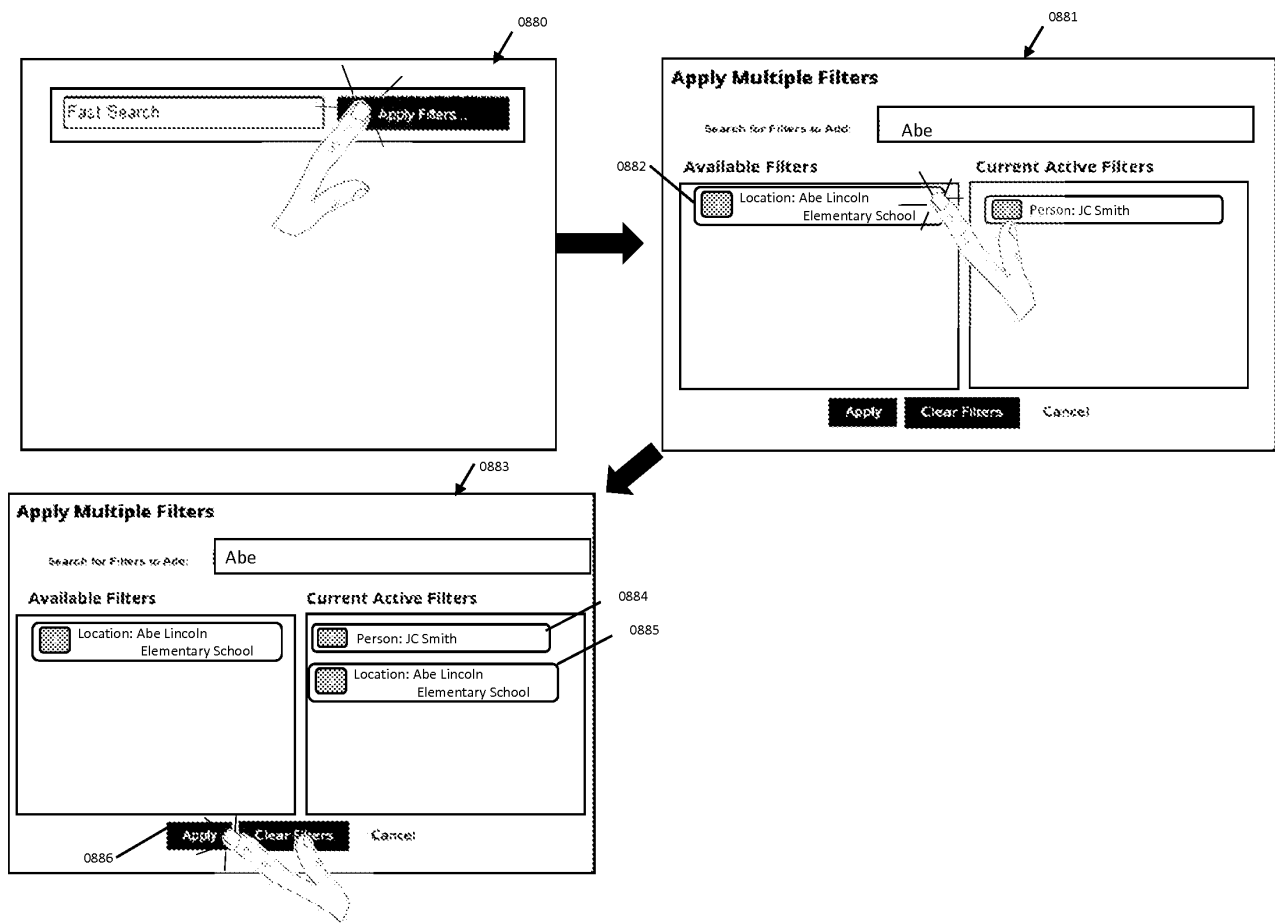 0880
Fast Search
Apply Filters...
0881
Apply Multiple Filters
Search for Filters to Add:
Abe
0882
Available Filters
Current Active Filters
Location: Abe Lincoln
Elementary School
Person: JC Smith
Apply
Clear Filters
Cancel
0883
Apply Multiple Filters
Search for Filters to Add:
Abe
Available Filters
Current Active Filters
0884
Location: Abe Lincoln
Elementary School
Person: JC Smith
0885
Location: Abe Lincoln
Elementary School
Apply
Clear Filters
Cancel
0886